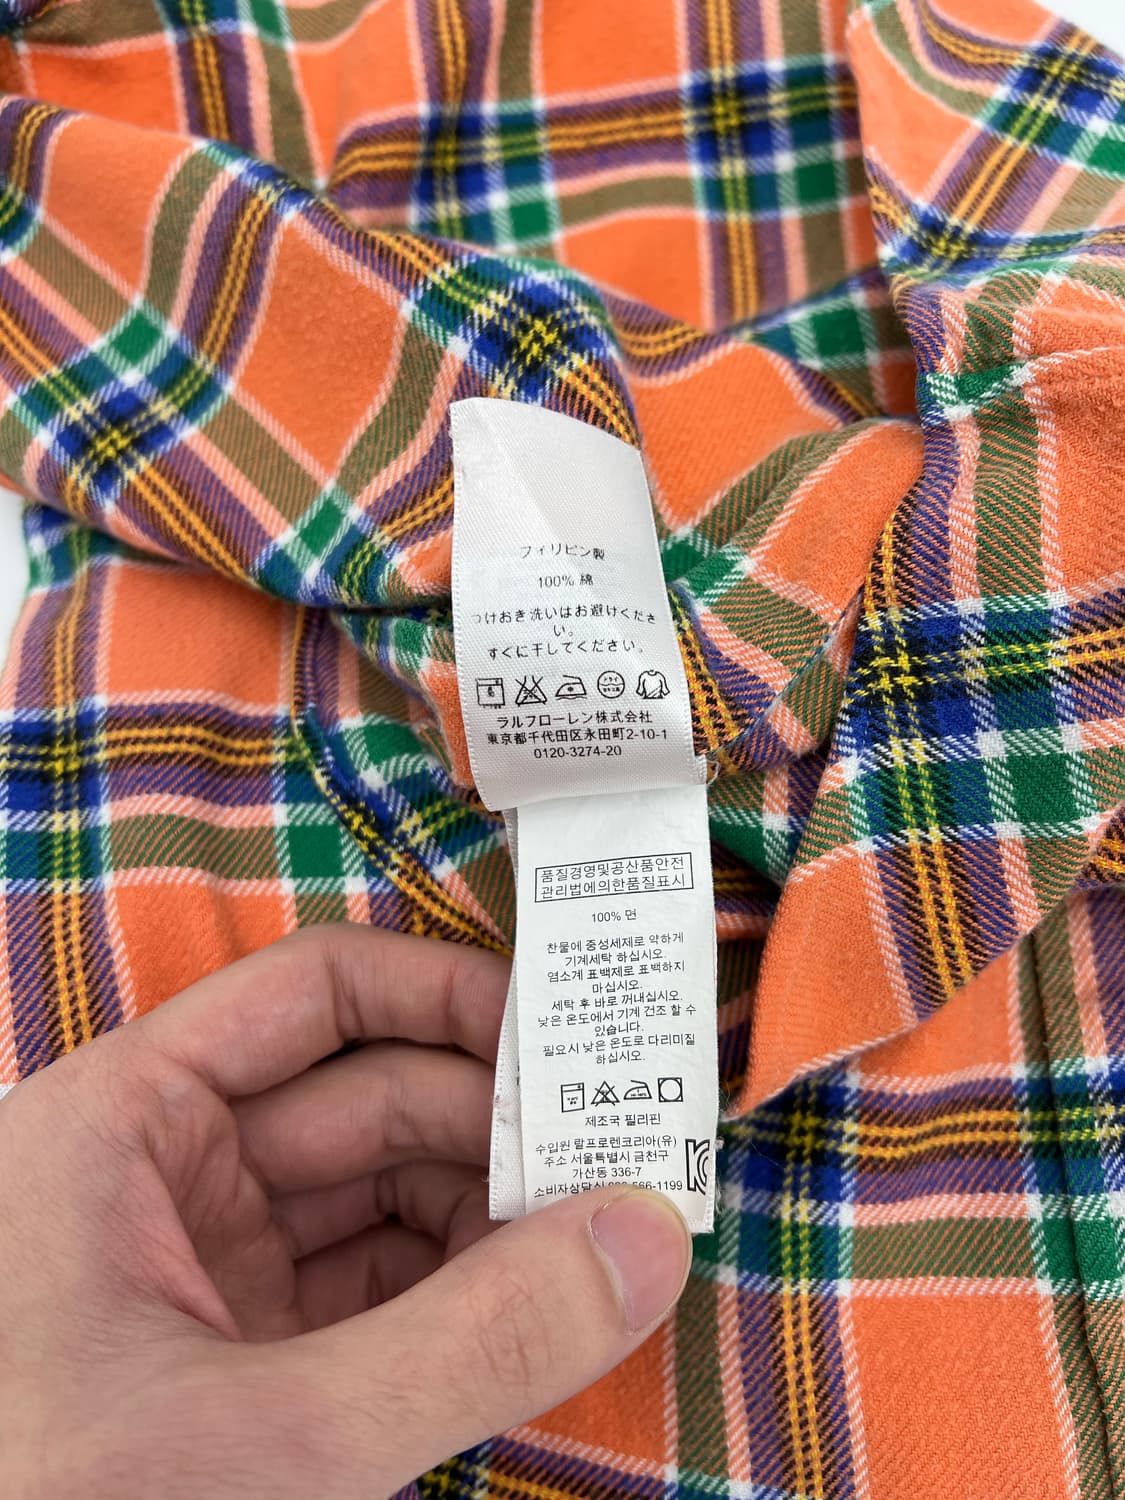 フィリピン製
100% 綿
つけおき洗いはお避けくださ
い。
すぐに干してください。
ラルフローレン株式会社
東京都千代田区永田町2-10-1
0120-3274-20
품질경영및공산품안전
관리법에의한품질표시
100% 면
찬물에 중성세제로 약하게
기계세탁 하십시오.
염소계 표백제로 표백하지
마십시오.
세탁 후 바로 꺼내십시오.
낮은 온도에서 기계 건조 할 수
있습니다.
필요시 낮은 온도로 다리미질
하십시오.
제조국 필리핀
수입원 랄프로렌코리아(유)
주소 서울특별시 금천구
가산동 336-7
소비자상담실 566-1199